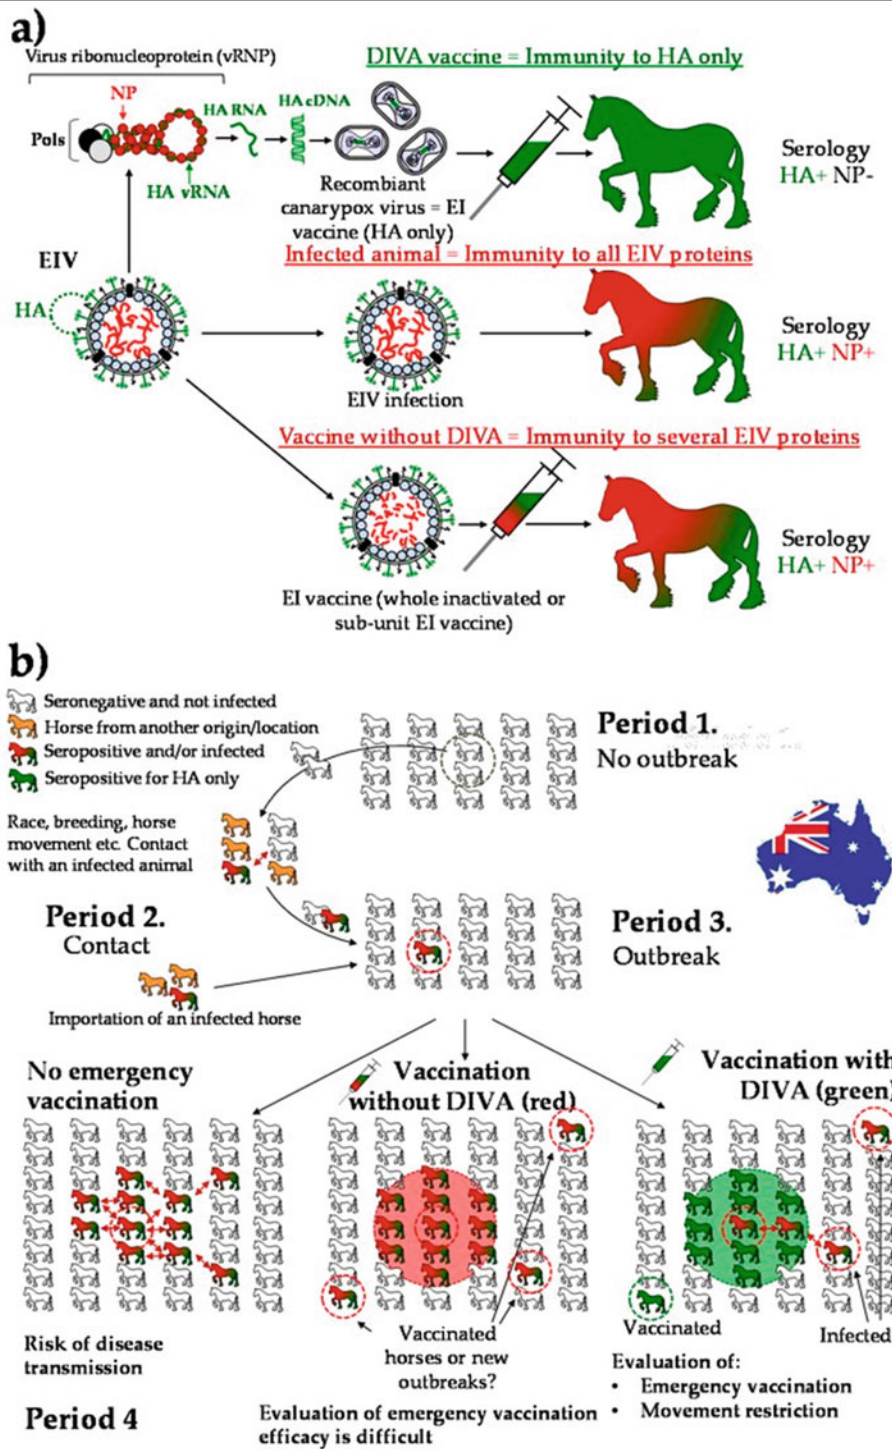 a)
Virus ribonucleoprotein (vRNP)
DIVA vaccine = Immunity to HA only
NP
HA RNA
HA cDNA
Pols
HA vRNA
Recombiant
canarypox virus = EI
vaccine (HA only)
Serology
HA+ NP-
EIV
HA
Infected animal = Immunity to all EIV proteins
EIV infection
Serology
HA+ NP+
Vaccine without DIVA = Immunity to several EIV proteins
EI vaccine (whole inactivated or
sub-unit EI vaccine)
Serology
HA+ NP+
b)
Seronegative and not infected
Horse from another origin/location
Seropositive and/or infected
Seropositive for HA only
Period 1.
No outbreak
Race, breeding, horse
movement etc. Contact
with an infected animal
Period 2.
Contact
Period 3.
Outbreak
Importation of an infected horse
No emergency
vaccination
Vaccination
without DIVA (red)
Vaccination with
DIVA (green)
Risk of disease
transmission
Vaccinated
horses or new
outbreaks?
Vaccinated
Infected
Evaluation of:
• Emergency vaccination
• Movement restriction
Period 4
Evaluation of emergency vaccination
efficacy is difficult